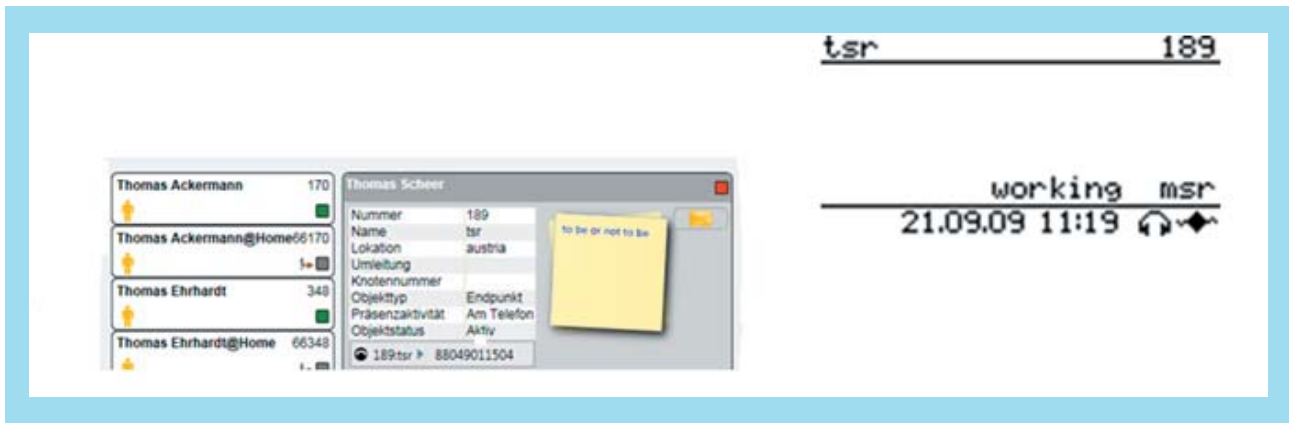 tsr 189
working msr
21.09.09 11:19
Thomas Ackermann 170
Thomas Ackermann@Home66170
Thomas Ehrhardt 348
Thomas Ehrhardt@Home 66348
Thomas Scheer
Nummer 189
Name tsr
Lokation austria
Umleitung
Knotennummer
Objekttyp Endpunkt
Präsenzaktivität Am Telefon
Objektstatus Aktiv
189:tsr 88049011504
to be or not to be